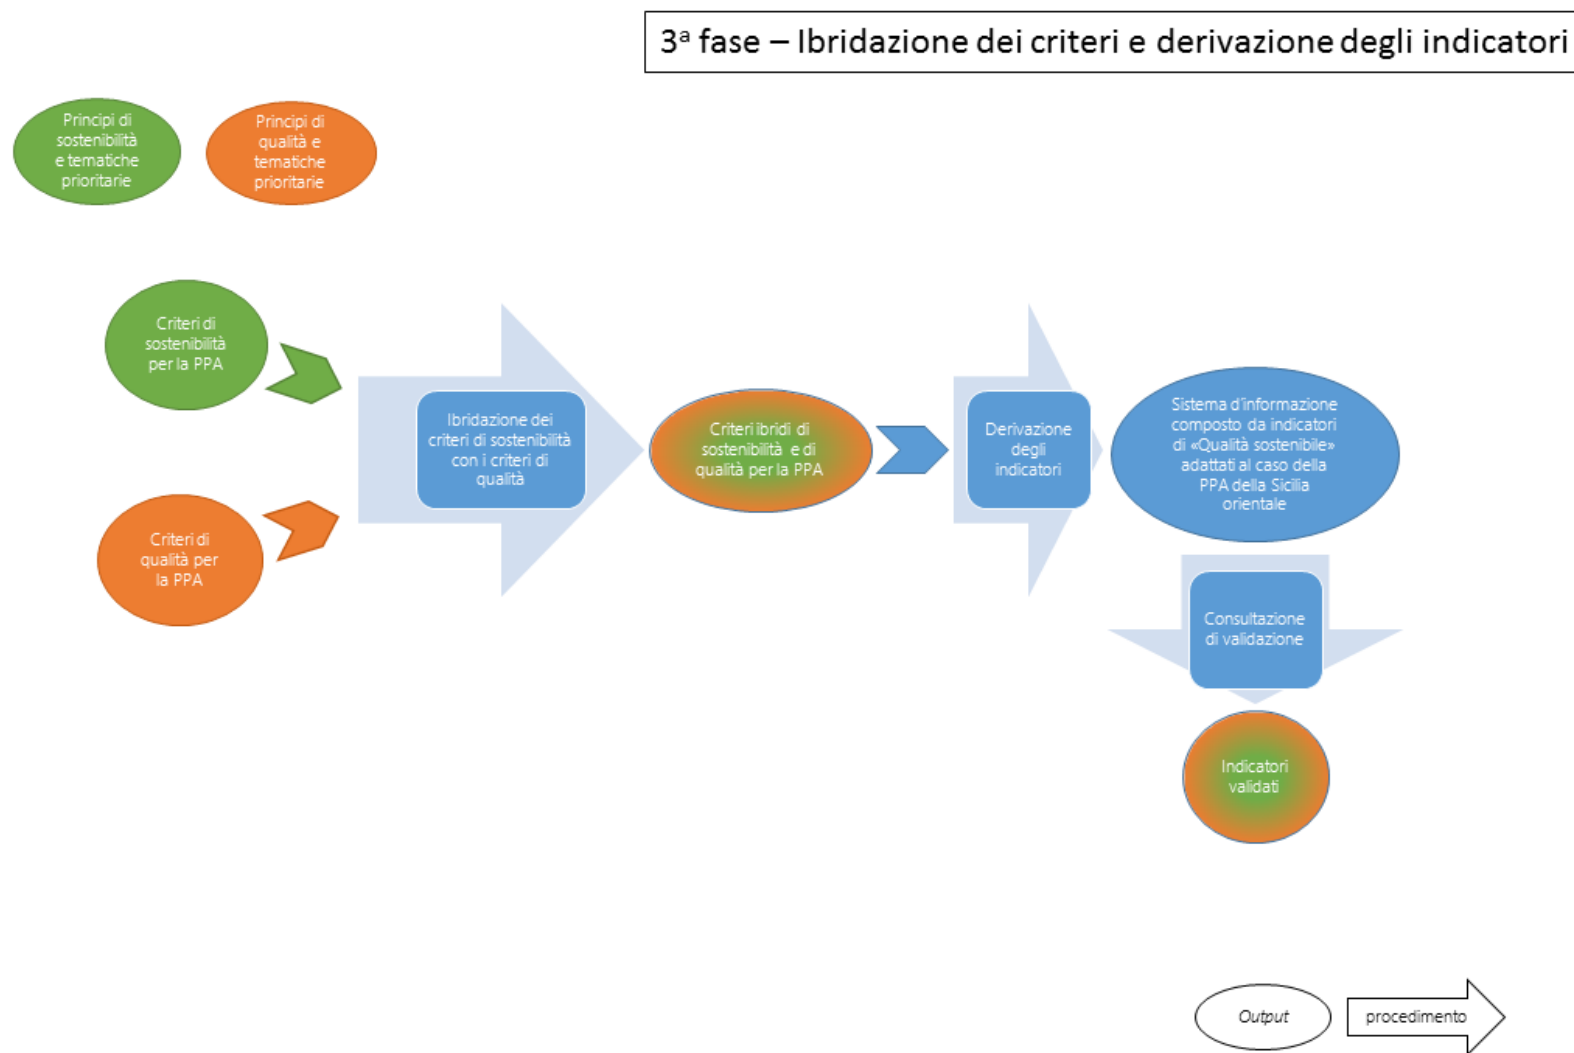 3ª fase – Ibridazione dei criteri e derivazione degli indicatori
Principi di
sostenibilità
e tematiche
prioritarie
Principi di
qualità e
tematiche
prioritarie
Criteri di
sostenibilità
per la PPA
Criteri di
qualità per
la PPA
Ibridazione dei
criteri di sostenibilità
con i criteri di
qualità
Criteri ibridi di
sostenibilità e di
qualità per la PPA
Derivazione
degli
indicatori
Sistema d'informazione
composto da indicatori
di «Qualità sostenibile»
adattati al caso della
PPA della Sicilia
orientale
Consultazione
di validazione
Indicatori
validati
Output
procedimento